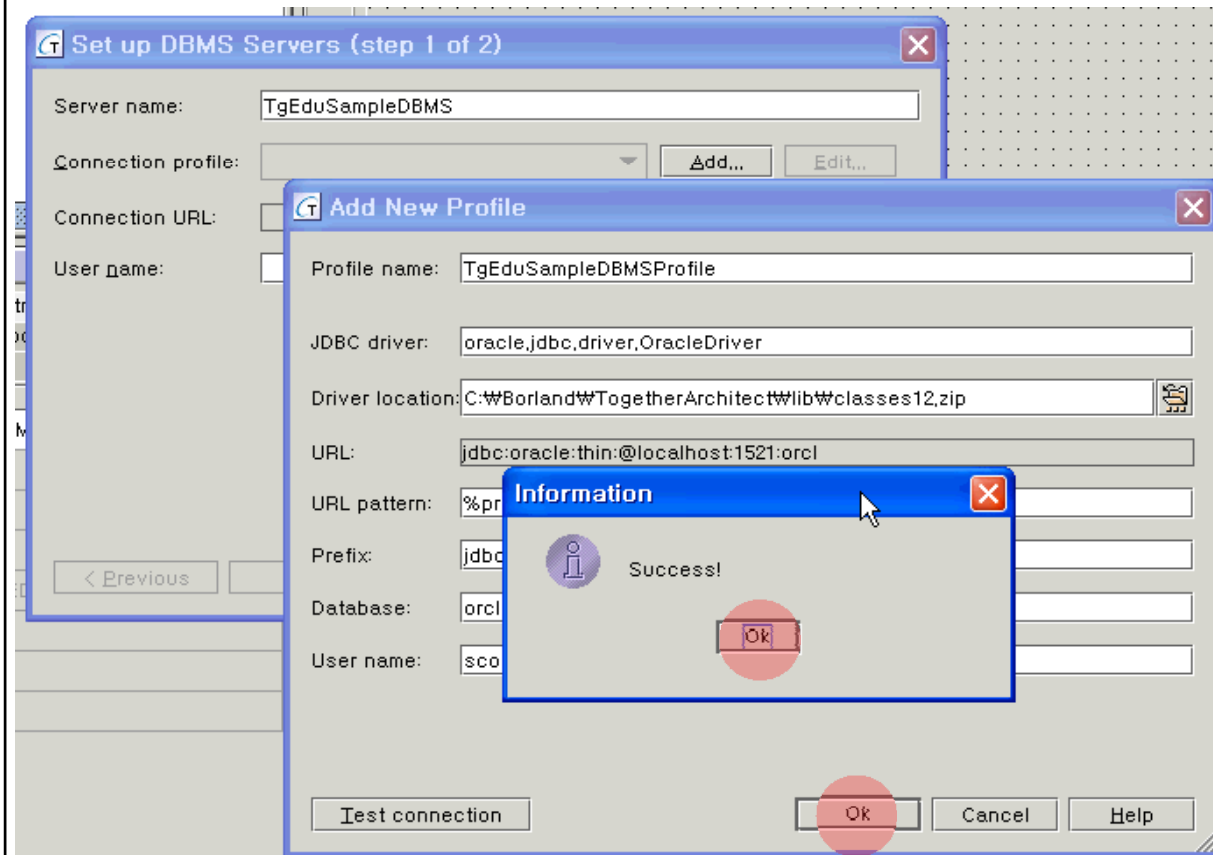 Set up DBMS Servers (step 1 of 2)
Server name: TgEduSampleDBMS
Connection profile: Add... Edit...
Connection URL:
User name:
< Previous
Add New Profile
Profile name: TgEduSampleDBMSProfile
JDBC driver: oracle.jdbc.driver.OracleDriver
Driver location: C:₩Borland₩TogetherArchitect₩lib₩classes12.zip
URL: jdbc:oracle:thin:@localhost:1521:orcl
URL pattern: %pr
Prefix: jdbc
Database: orcl
User name: sco
Information
Success!
Ok
Test connection Ok Cancel Help